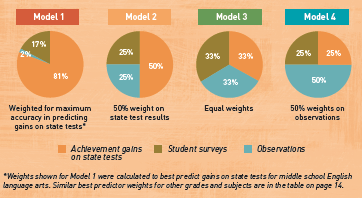 Model 1 Model 2 Model 3 Model 4
17% 2% 81%
25% 50% 25%
33% 33% 33%
25% 25% 50%
Weighted for maximum
accuracy in predicting
gains on state tests*
50% weight on
state test results
Equal weights
50% weights on
observations
Achievement gains
on state tests
Student surveys
Observations
*Weights shown for Model 1 were calculated to best predict gains on state tests for middle school English
language arts. Similar best predictor weights for other grades and subjects are in the table on page 14.